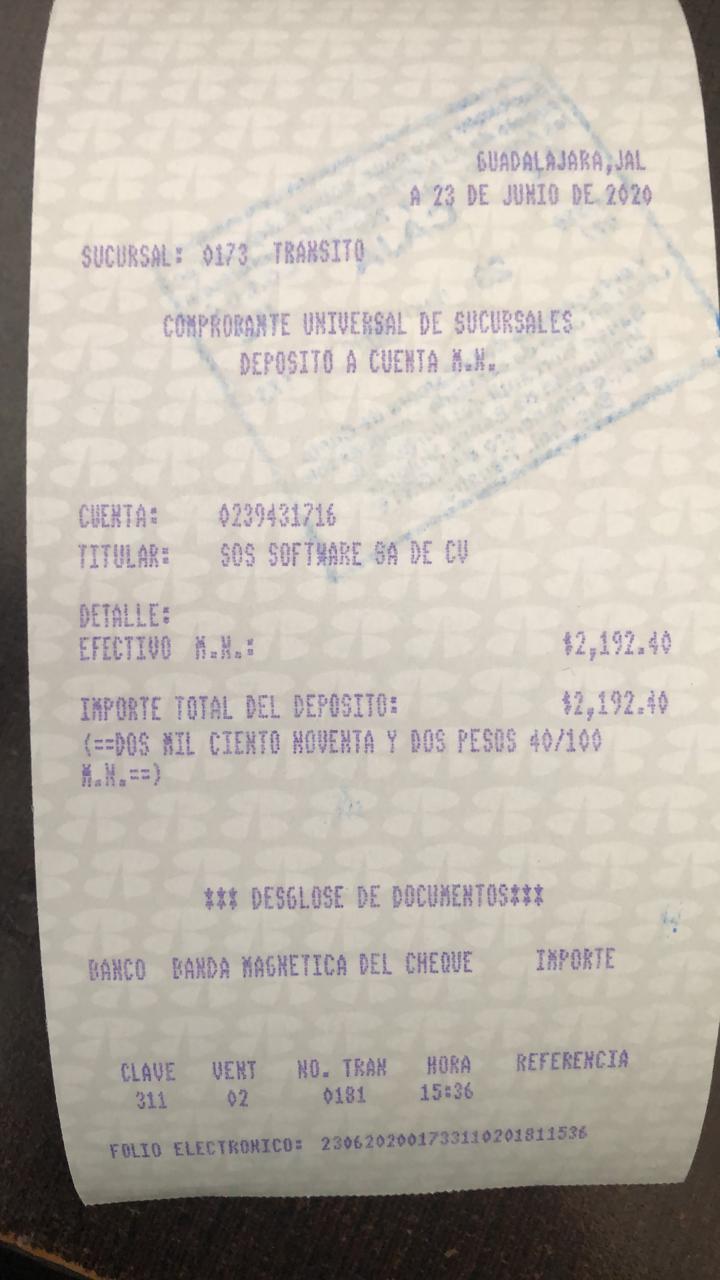 GUADALAJARA,JAL
A 23 DE JUNIO DE 2020
SUCURSAL: 0173 TRANSITO
COMPROBANTE UNIVERSAL DE SUCURSALES
DEPOSITO A CUENTA M.N.
CUENTA: 0239431716
TITULAR: SOS SOFTWARE SA DE CV
DETALLE:
EFECTIVO M.N.: $2,192.40
IMPORTE TOTAL DEL DEPOSITO: $2,192.40
(==DOS MIL CIENTO NOVENTA Y DOS PESOS 40/100
M.N.==)
*** DESGLOSE DE DOCUMENTOS***
BANCO BANDA MAGNETICA DEL CHEQUE IMPORTE
CLAVE VENT NO. TRAN HORA REFERENCIA
311 02 0181 15:36
FOLIO ELECTRONICO: 2306202001733110201811536
CAJA